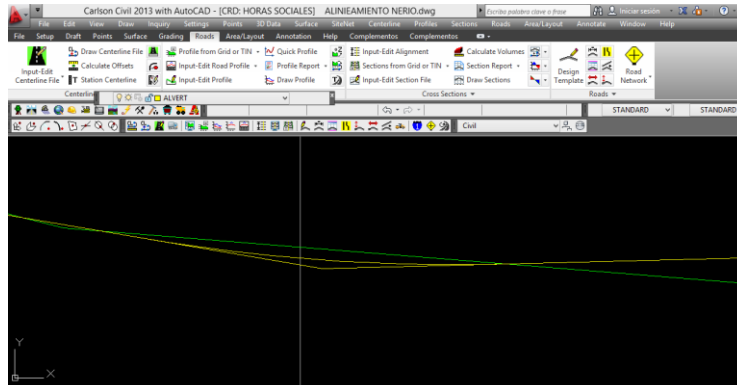 Carlson Civil 2013 with AutoCAD - [CRD: HORAS SOCIALES] ALINEAMIENTO NERIO.dwg Escriba palabra clave o frase Iniciar sesión
File Edit View Draw Inquiry Settings Points 3D Data Surface SiteNet Centerline Profiles Sections Roads Area/Layout Annotate Window Help
File Setup Draft Points Surface Grading Roads Area/Layout Annotation Help Complementos Complementos
Draw Centerline File Profile from Grid or TIN Quick Profile Input-Edit Alignment Calculate Volumes
Calculate Offsets Input-Edit Road Profile Profile Report Sections from Grid or TIN Section Report
Input-Edit Centerline File Station Centerline Input-Edit Profile Draw Profile Input-Edit Section File Draw Sections Design Template Road Network
Centerline ALVERT Cross Sections Roads
STANDARD STANDARD
Civil
Y
X